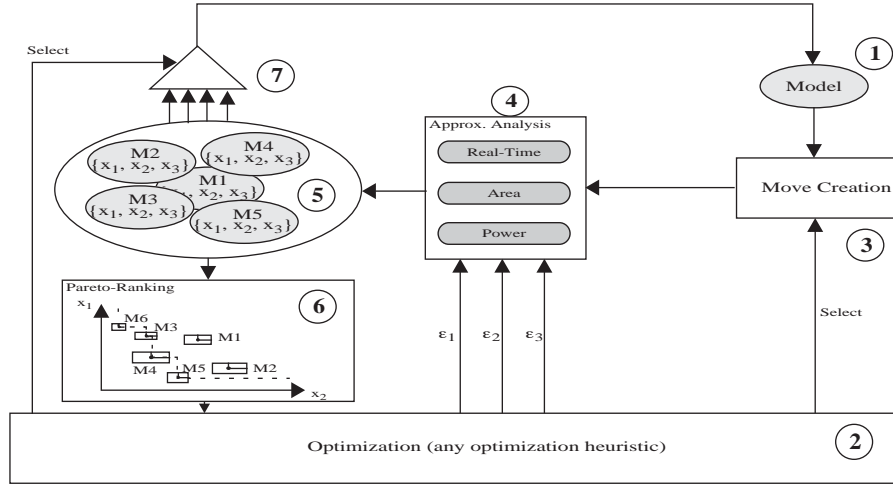 Select
7
1
Model
4
Approx. Analysis
Real-Time
Area
Power
M4
{x1, x2, x3}
M2
{x1, x2, x3}
M1
x2, x3}
M3
{x1, x2, x3}
M5
{x1, x2, x3}
5
Move Creation
3
Pareto-Ranking
6
x1
M6
M3
M1
M4
M5
M2
x2
ε1
ε2
ε3
Select
Optimization (any optimization heuristic)
2